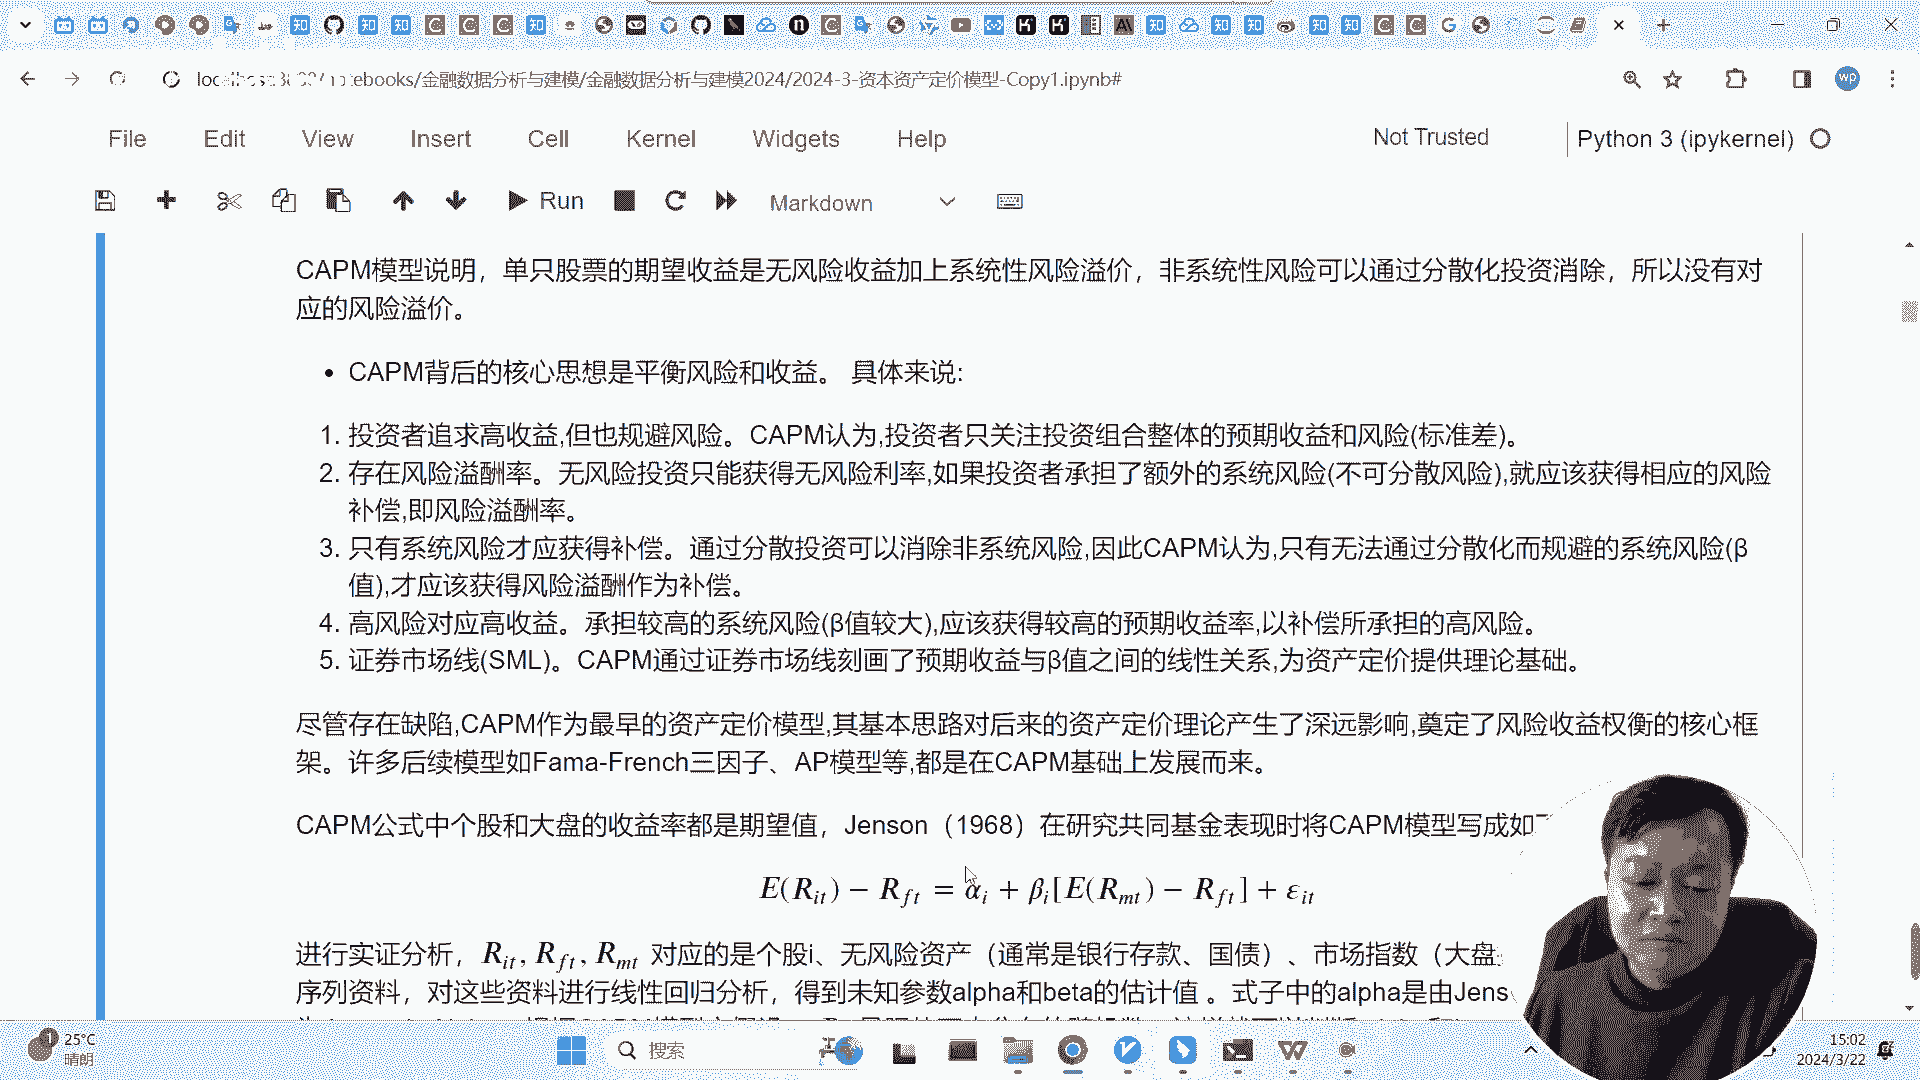 notebooks/金融数据分析与建模/金融数据分析与建模2024/2024-3-资本资产定价模型-Copy1.ipynb#
wp
File Edit View Insert Cell Kernel Widgets Help
Not Trusted
Python 3 (ipykernel)
Run
Markdown
CAPM模型说明，单只股票的期望收益是无风险收益加上系统性风险溢价，非系统性风险可以通过分散化投资消除，所以没有对
应的风险溢价。
• CAPM背后的核心思想是平衡风险和收益。 具体来说:
1. 投资者追求高收益,但也规避风险。CAPM认为,投资者只关注投资组合整体的预期收益和风险(标准差)。
2. 存在风险溢酬率。无风险投资只能获得无风险利率,如果投资者承担了额外的系统风险(不可分散风险),就应该获得相应的风险
补偿,即风险溢酬率。
3. 只有系统风险才应获得补偿。通过分散投资可以消除非系统风险,因此CAPM认为,只有无法通过分散化而规避的系统风险(β
值),才应该获得风险溢酬作为补偿。
4. 高风险对应高收益。承担较高的系统风险(β值较大),应该获得较高的预期收益率,以补偿所承担的高风险。
5. 证券市场线(SML)。CAPM通过证券市场线刻画了预期收益与β值之间的线性关系,为资产定价提供理论基础。
尽管存在缺陷,CAPM作为最早的资产定价模型,其基本思路对后来的资产定价理论产生了深远影响,奠定了风险收益权衡的核心框
架。许多后续模型如Fama-French三因子、AP模型等,都是在CAPM基础上发展而来。
CAPM公式中个股和大盘的收益率都是期望值，Jenson（1968）在研究共同基金表现时将CAPM模型写成如
E(R_it) − R_ft = α_i + β_i[E(R_mt) − R_ft] + ε_it
进行实证分析，R_it, R_ft, R_mt 对应的是个股i、无风险资产（通常是银行存款、国债）、市场指数（大盘
序列资料，对这些资料进行线性回归分析，得到未知参数alpha和beta的估计值 。式子中的alpha是由Jens
25°C
晴朗
搜索
15:02
2024/3/22